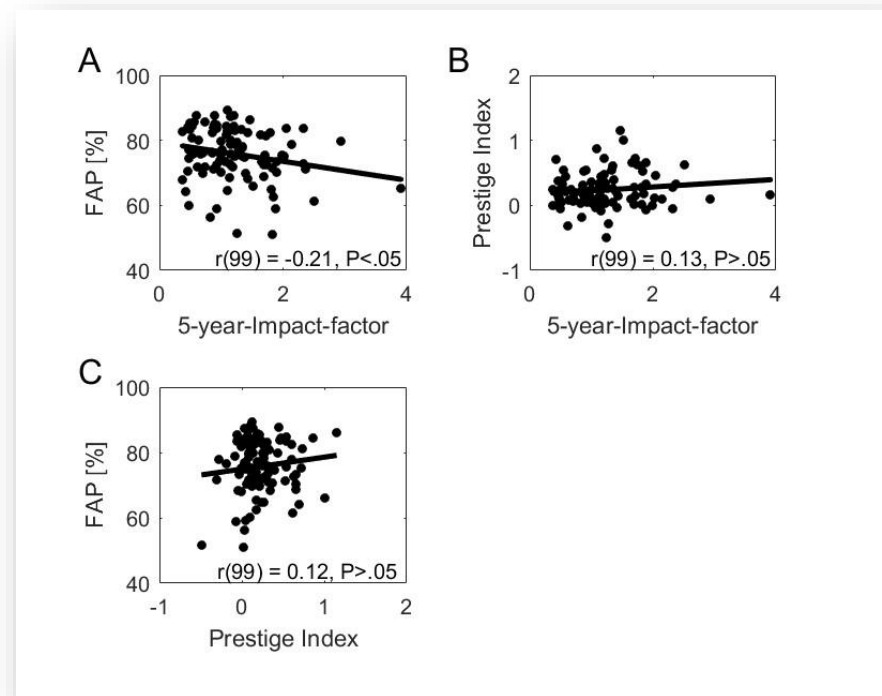 A
B
100
80
60
40
FAP [%]
r(99) = -0.21, P<.05
0
2
4
5-year-Impact-factor
2
1
0
-1
Prestige Index
r(99) = 0.13, P>.05
0
2
4
5-year-Impact-factor
C
100
80
60
40
FAP [%]
r(99) = 0.12, P>.05
-1
0
1
2
Prestige Index